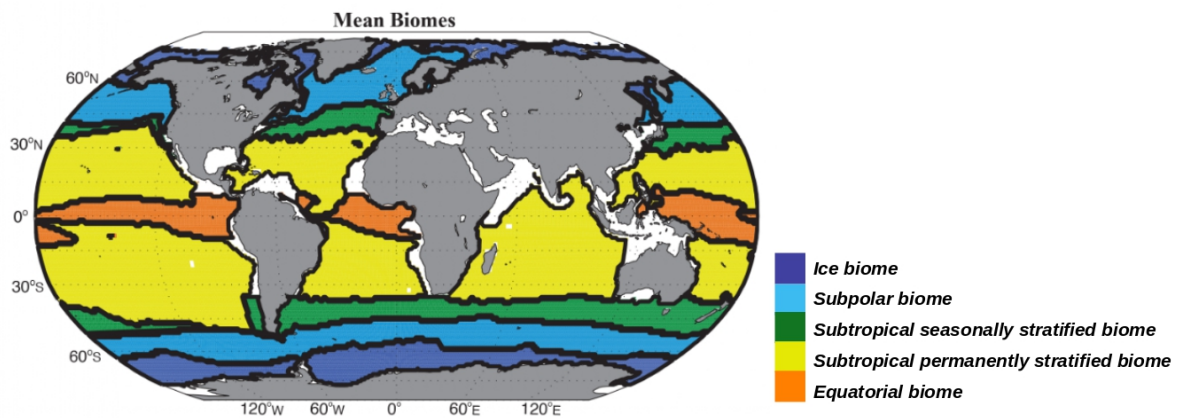 Mean Biomes
60°N
30°N
0°
30°S
60°S
120°W 60°W 0° 60°E 120°E
Ice biome
Subpolar biome
Subtropical seasonally stratified biome
Subtropical permanently stratified biome
Equatorial biome